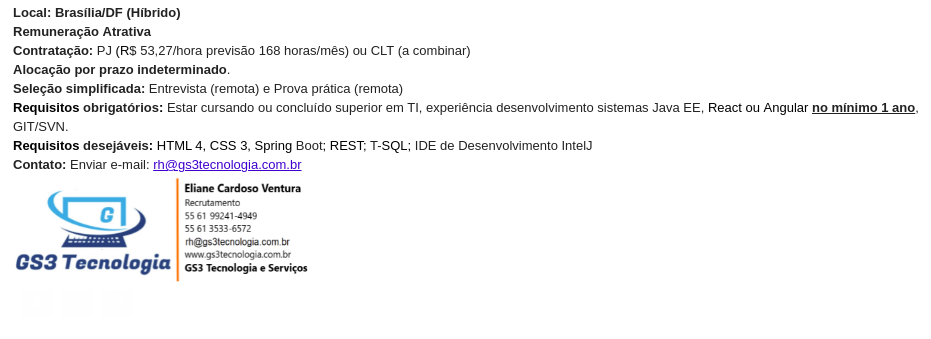 Local: Brasília/DF (Híbrido)
Remuneração Atrativa
Contratação: PJ (R$ 53,27/hora previsão 168 horas/mês) ou CLT (a combinar)
Alocação por prazo indeterminado.
Seleção simplificada: Entrevista (remota) e Prova prática (remota)
Requisitos obrigatórios: Estar cursando ou concluído superior em TI, experiência desenvolvimento sistemas Java EE, React ou Angular no mínimo 1 ano,
GIT/SVN.
Requisitos desejáveis: HTML 4, CSS 3, Spring Boot; REST; T-SQL; IDE de Desenvolvimento IntelJ
Contato: Enviar e-mail: rh@gs3tecnologia.com.br
G
GS3 Tecnologia
Eliane Cardoso Ventura
Recrutamento
55 61 99241-4949
55 61 3533-6572
rh@gs3tecnologia.com.br
www.gs3tecnologia.com.br
GS3 Tecnologia e Serviços